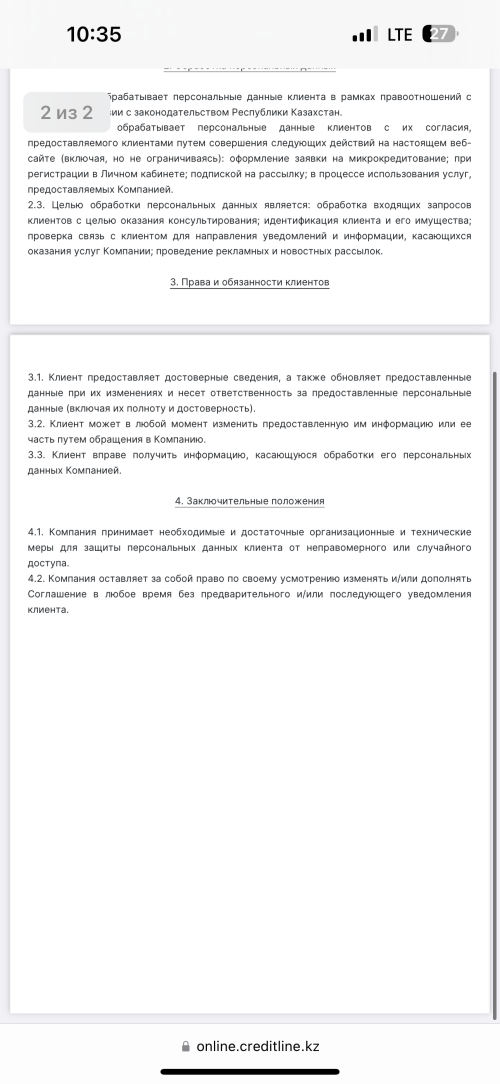 10:35
LTE
27
2 из 2
брабатывает персональные данные клиента в рамках правоотношений с
вии с законодательством Республики Казахстан.
обрабатывает персональные данные клиентов с их согласия,
предоставляемого клиентами путем совершения следующих действий на настоящем веб-
сайте (включая, но не ограничиваясь): оформление заявки на микрокредитование; при
регистрации в Личном кабинете; подпиской на рассылку; в процессе использования услуг,
предоставляемых Компанией.
2.3. Целью обработки персональных данных является: обработка входящих запросов
клиентов с целью оказания консультирования; идентификация клиента и его имущества;
проверка связь с клиентом для направления уведомлений и информации, касающихся
оказания услуг Компании; проведение рекламных и новостных рассылок.
3. Права и обязанности клиентов
3.1. Клиент предоставляет достоверные сведения, а также обновляет предоставленные
данные при их изменениях и несет ответственность за предоставленные персональные
данные (включая их полноту и достоверность).
3.2. Клиент может в любой момент изменить предоставленную им информацию или ее
часть путем обращения в Компанию.
3.3. Клиент вправе получить информацию, касающуюся обработки его персональных
данных Компанией.
4. Заключительные положения
4.1. Компания принимает необходимые и достаточные организационные и технические
меры для защиты персональных данных клиента от неправомерного или случайного
доступа.
4.2. Компания оставляет за собой право по своему усмотрению изменять и/или дополнять
Соглашение в любое время без предварительного и/или последующего уведомления
клиента.
online.creditline.kz